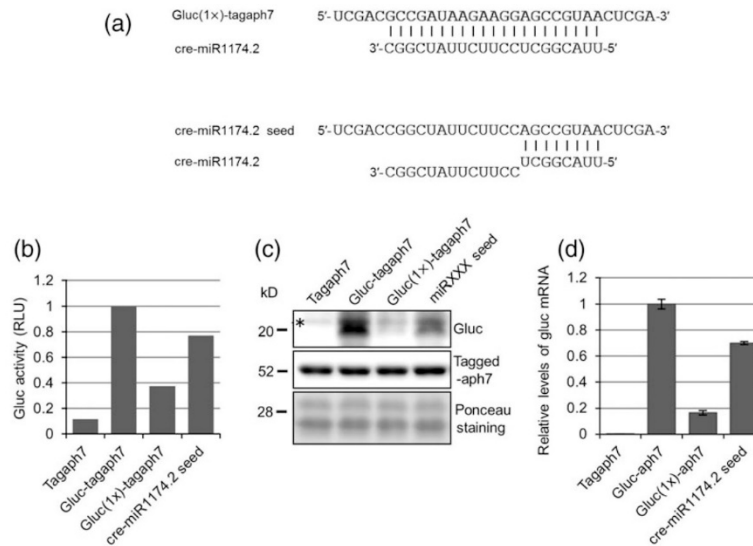 (a)
Gluc(1×)-tagaph7 5′-UCGACGCCGAUAAGAAGGAGCCGUAACUCGA-3′
cre-miR1174.2 3′-CGGCUAUUCUUCCUCGGCAUU-5′
cre-miR1174.2 seed 5′-UCGACCGGCUAUUCUUCCAGCCGUAACUCGA-3′
cre-miR1174.2 3′-CGGCUAUUCUUCCUCGGCAUU-5′
(b)
Gluc activity (RLU)
1.2
1
0.8
0.6
0.4
0.2
0
Tagaph7
Gluc-tagaph7
Gluc(1x)-tagaph7
cre-miR1174.2 seed
(c)
Tagaph7
Gluc-tagaph7
Gluc(1×)-tagaph7
miRXXX seed
kD
*
20
Gluc
52
Tagged
-aph7
28
Ponceau
staining
(d)
Relative levels of gluc mRNA
1.2
1
0.8
0.6
0.4
0.2
0
Tagaph7
Gluc-aph7
Gluc(1x)-aph7
cre-miR1174.2 seed